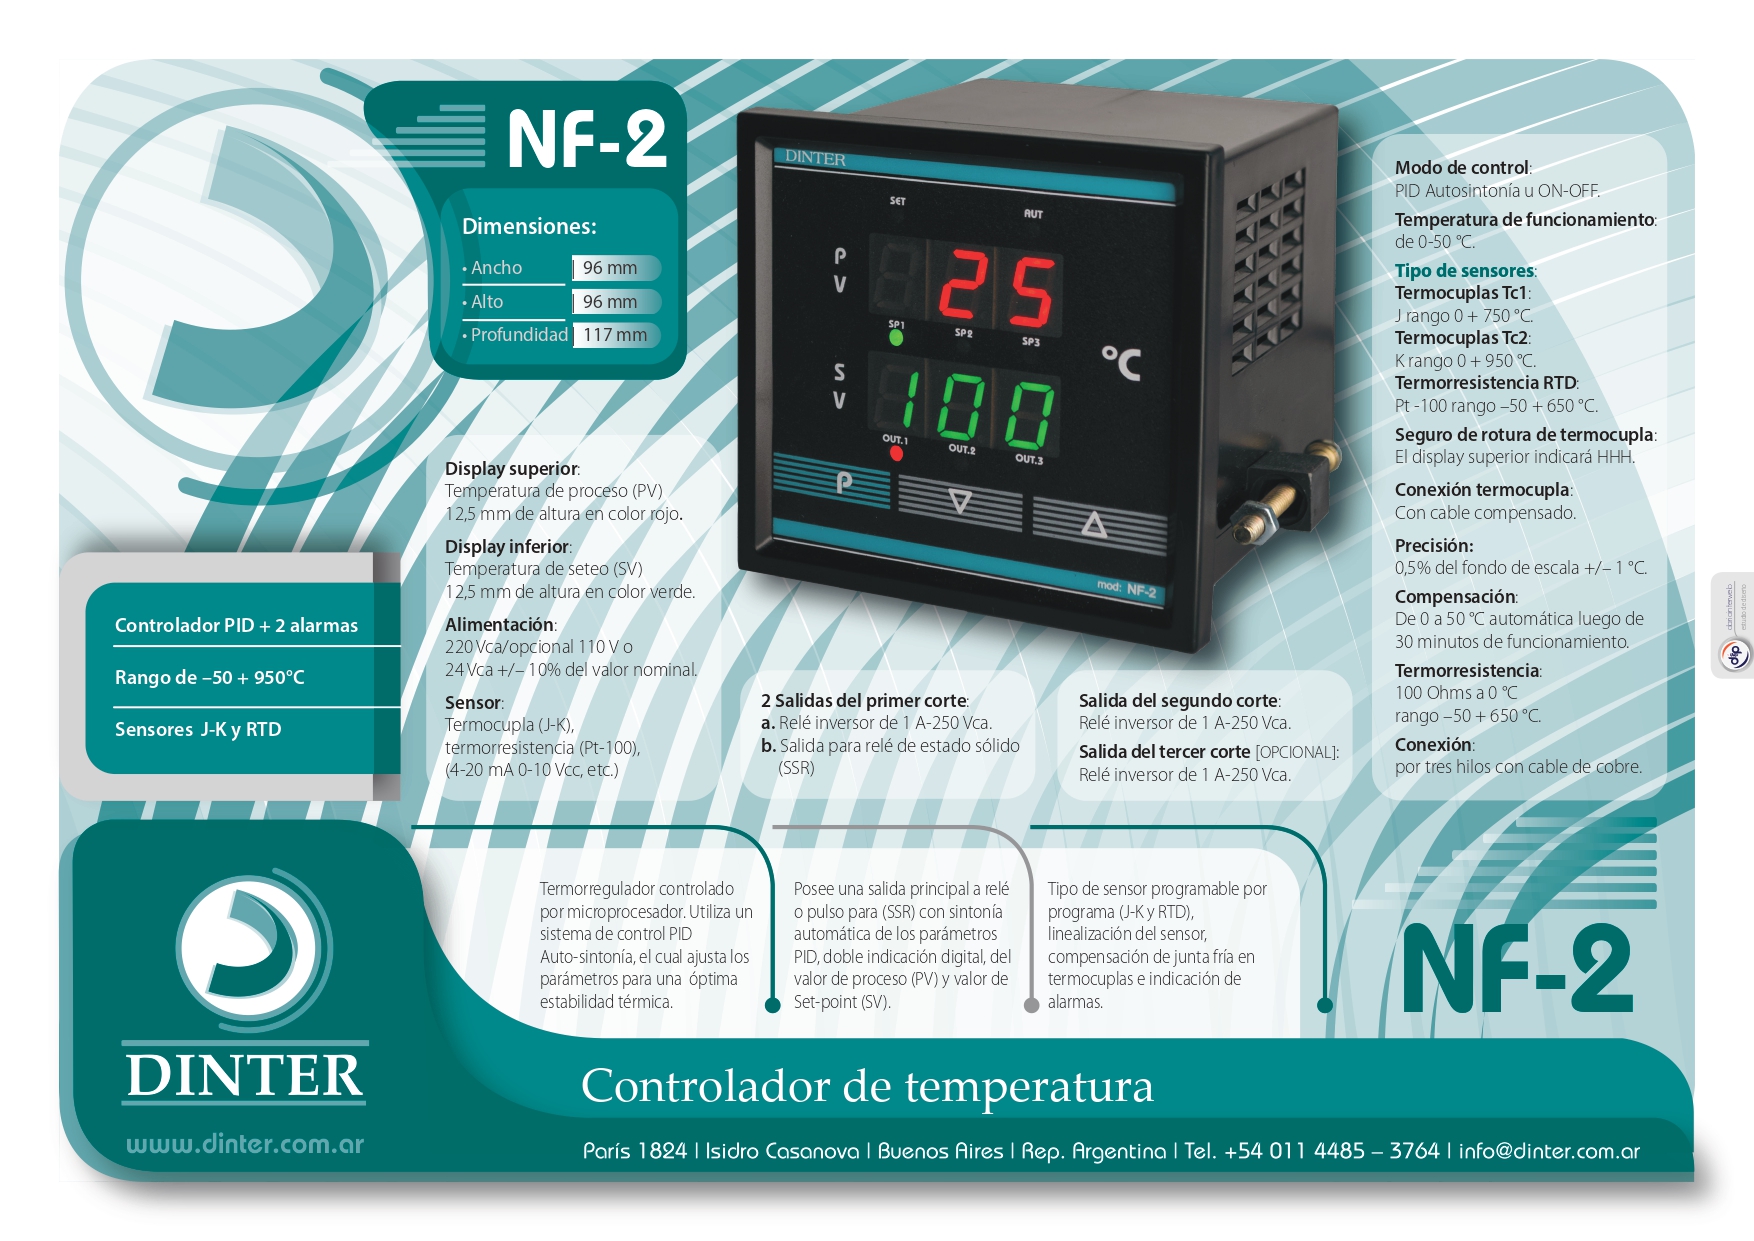 NF-2
Dimensiones:
• Ancho 96 mm
• Alto 96 mm
• Profundidad 117 mm
DINTER
SET
AUT
P
V
25
SP1
SP2
SP3
°C
S
V
100
OUT.1
OUT.2
OUT.3
P
mod: NF-2
Modo de control:
PID Autosintonía u ON-OFF.
Temperatura de funcionamiento:
de 0-50 °C.
Tipo de sensores:
Termocuplas Tc1:
J rango 0 + 750 °C.
Termocuplas Tc2:
K rango 0 + 950 °C.
Termorresistencia RTD:
Pt -100 rango –50 + 650 °C.
Seguro de rotura de termocupla:
El display superior indicará HHH.
Conexión termocupla:
Con cable compensado.
Precisión:
0,5% del fondo de escala +/– 1 °C.
Compensación:
De 0 a 50 °C automática luego de
30 minutos de funcionamiento.
Termorresistencia:
100 Ohms a 0 °C
rango –50 + 650 °C.
Conexión:
por tres hilos con cable de cobre.
Display superior:
Temperatura de proceso (PV)
12,5 mm de altura en color rojo.
Display inferior:
Temperatura de seteo (SV)
12,5 mm de altura en color verde.
Alimentación:
220 Vca/opcional 110 V o
24 Vca +/– 10% del valor nominal.
Sensor:
Termocupla (J-K),
termorresistencia (Pt-100),
(4-20 mA 0-10 Vcc, etc.)
Controlador PID + 2 alarmas
Rango de –50 + 950°C
Sensores J-K y RTD
2 Salidas del primer corte:
a. Relé inversor de 1 A-250 Vca.
b. Salida para relé de estado sólido
(SSR)
Salida del segundo corte:
Relé inversor de 1 A-250 Vca.
Salida del tercer corte [OPCIONAL]:
Relé inversor de 1 A-250 Vca.
Termorregulador controlado
por microprocesador. Utiliza un
sistema de control PID
Auto-sintonía, el cual ajusta los
parámetros para una óptima
estabilidad térmica.
Posee una salida principal a relé
o pulso para (SSR) con sintonía
automática de los parámetros
PID, doble indicación digital, del
valor de proceso (PV) y valor de
Set-point (SV).
Tipo de sensor programable por
programa (J-K y RTD),
linealización del sensor,
compensación de junta fría en
termocuplas e indicación de
alarmas.
NF-2
DINTER
www.dinter.com.ar
Controlador de temperatura
París 1824 | Isidro Casanova | Buenos Aires | Rep. Argentina | Tel. +54 011 4485 – 3764 | info@dinter.com.ar